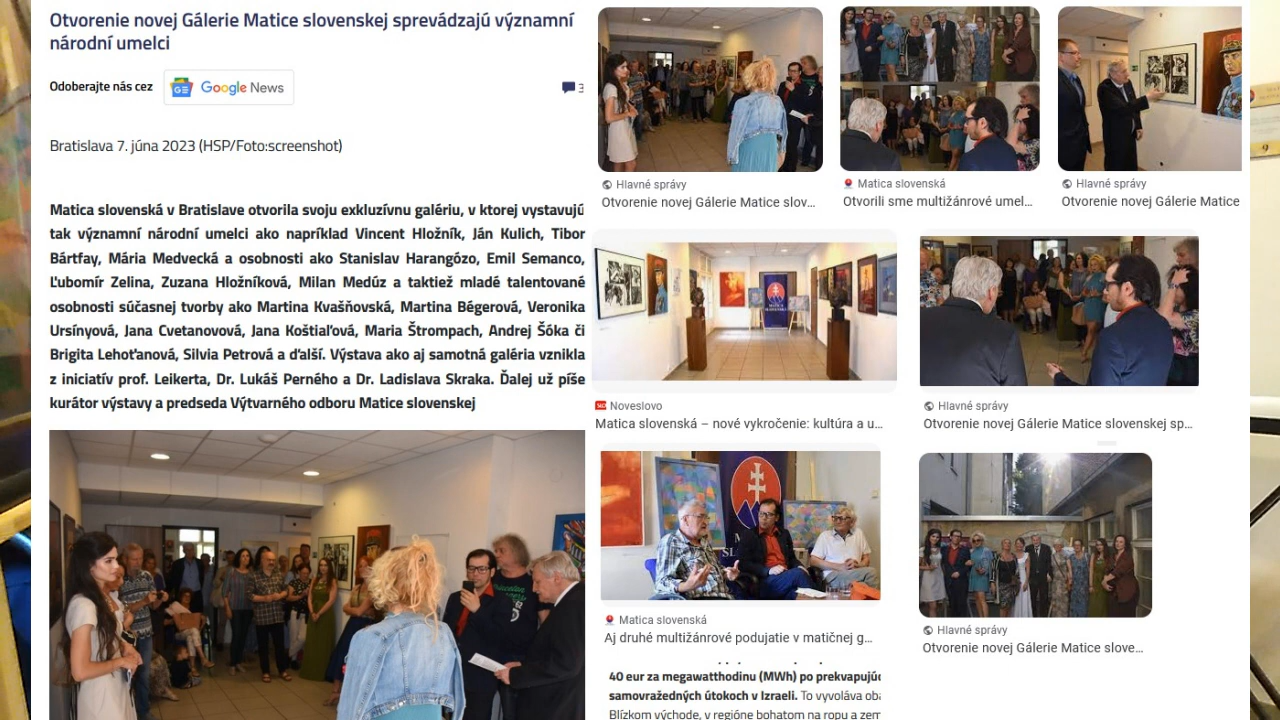 Otvorenie novej Gálerie Matice slovenskej sprevádzajú významní
národní umelci
Odoberajte nás cez
Google News
3
Bratislava 7. júna 2023 (HSP/Foto:screenshot)
Matica slovenská v Bratislave otvorila svoju exkluzívnu galériu, v ktorej vystavujú
tak významní národní umelci ako napríklad Vincent Hložník, Ján Kulich, Tibor
Bártfay, Mária Medvecká a osobnosti ako Stanislav Harangózo, Emil Semanco,
Ľubomír Zelina, Zuzana Hložníková, Milan Medúz a taktiež mladé talentované
osobnosti súčasnej tvorby ako Martina Kvašňovská, Martina Bégerová, Veronika
Ursínyová, Jana Cvetanovová, Jana Koštiaľová, Maria Štrompach, Andrej Šóka či
Brigita Lehoťanová, Silvia Petrová a ďalší. Výstava ako aj samotná galéria vznikla
z iniciatív prof. Leikerta, Dr. Lukáš Perného a Dr. Ladislava Skraka. Ďalej už píše
kurátor výstavy a predseda Výtvarného odboru Matice slovenskej
Hlavné správy
Otvorenie novej Gálerie Matice slov...
Matica slovenská
Otvorili sme multižánrové umel...
Hlavné správy
Otvorenie novej Gálerie Matice
Noveslovo
Matica slovenská – nové vykročenie: kultúra a u...
Hlavné správy
Otvorenie novej Gálerie Matice slovenskej sp...
Matica slovenská
Aj druhé multižánrové podujatie v matičnej g...
Hlavné správy
Otvorenie novej Gálerie Matice slove...
40 eur za megawatthodinu (MWh) po prekvapujúc
samovražedných útokoch v Izraeli. To vyvoláva oba
Blízkom východe, v regióne bohatom na ropu a zem